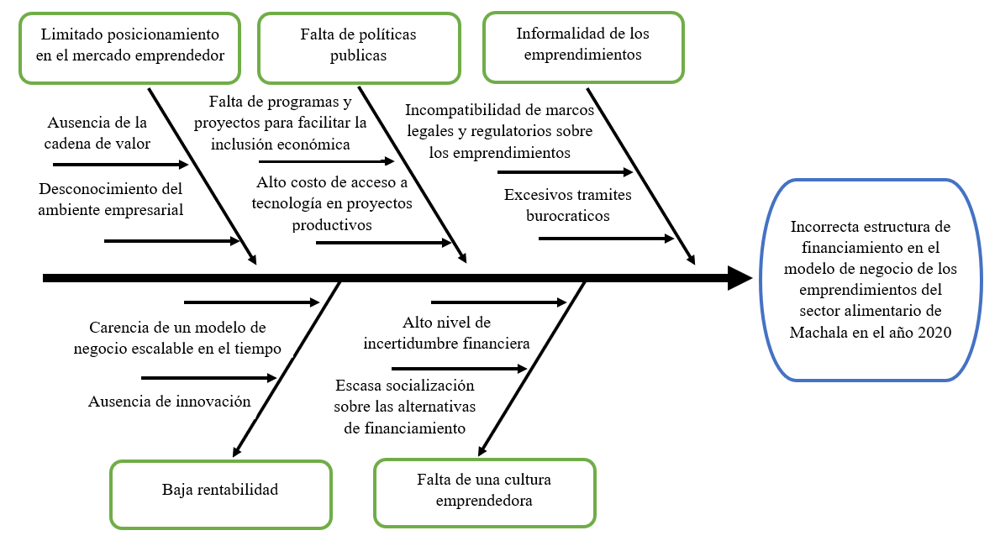 Limitado posicionamiento
en el mercado emprendedor
Falta de políticas
publicas
Informalidad de los
emprendimientos
Ausencia de la
cadena de valor
Desconocimiento del
ambiente empresarial
Falta de programas y
proyectos para facilitar la
inclusión económica
Alto costo de acceso a
tecnología en proyectos
productivos
Incompatibilidad de marcos
legales y regulatorios sobre
los emprendimientos
Excesivos tramites
burocraticos
Incorrecta estructura de
financiamiento en el
modelo de negocio de los
emprendimientos del
sector alimentario de
Machala en el año 2020
Carencia de un modelo de
negocio escalable en el tiempo
Ausencia de innovación
Alto nivel de
incertidumbre financiera
Escasa socialización
sobre las alternativas
de financiamiento
Baja rentabilidad
Falta de una cultura
emprendedora